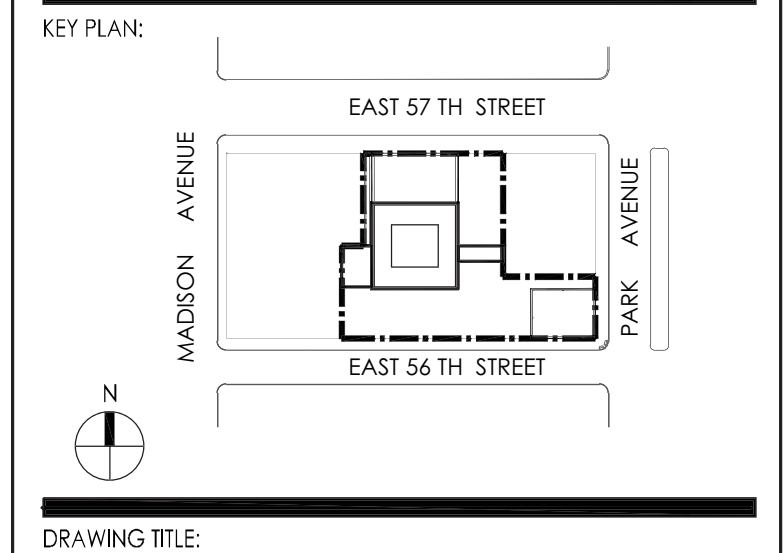 KEY PLAN:
EAST 57 TH STREET
MADISON AVENUE
PARK AVENUE
EAST 56 TH STREET
N
DRAWING TITLE: